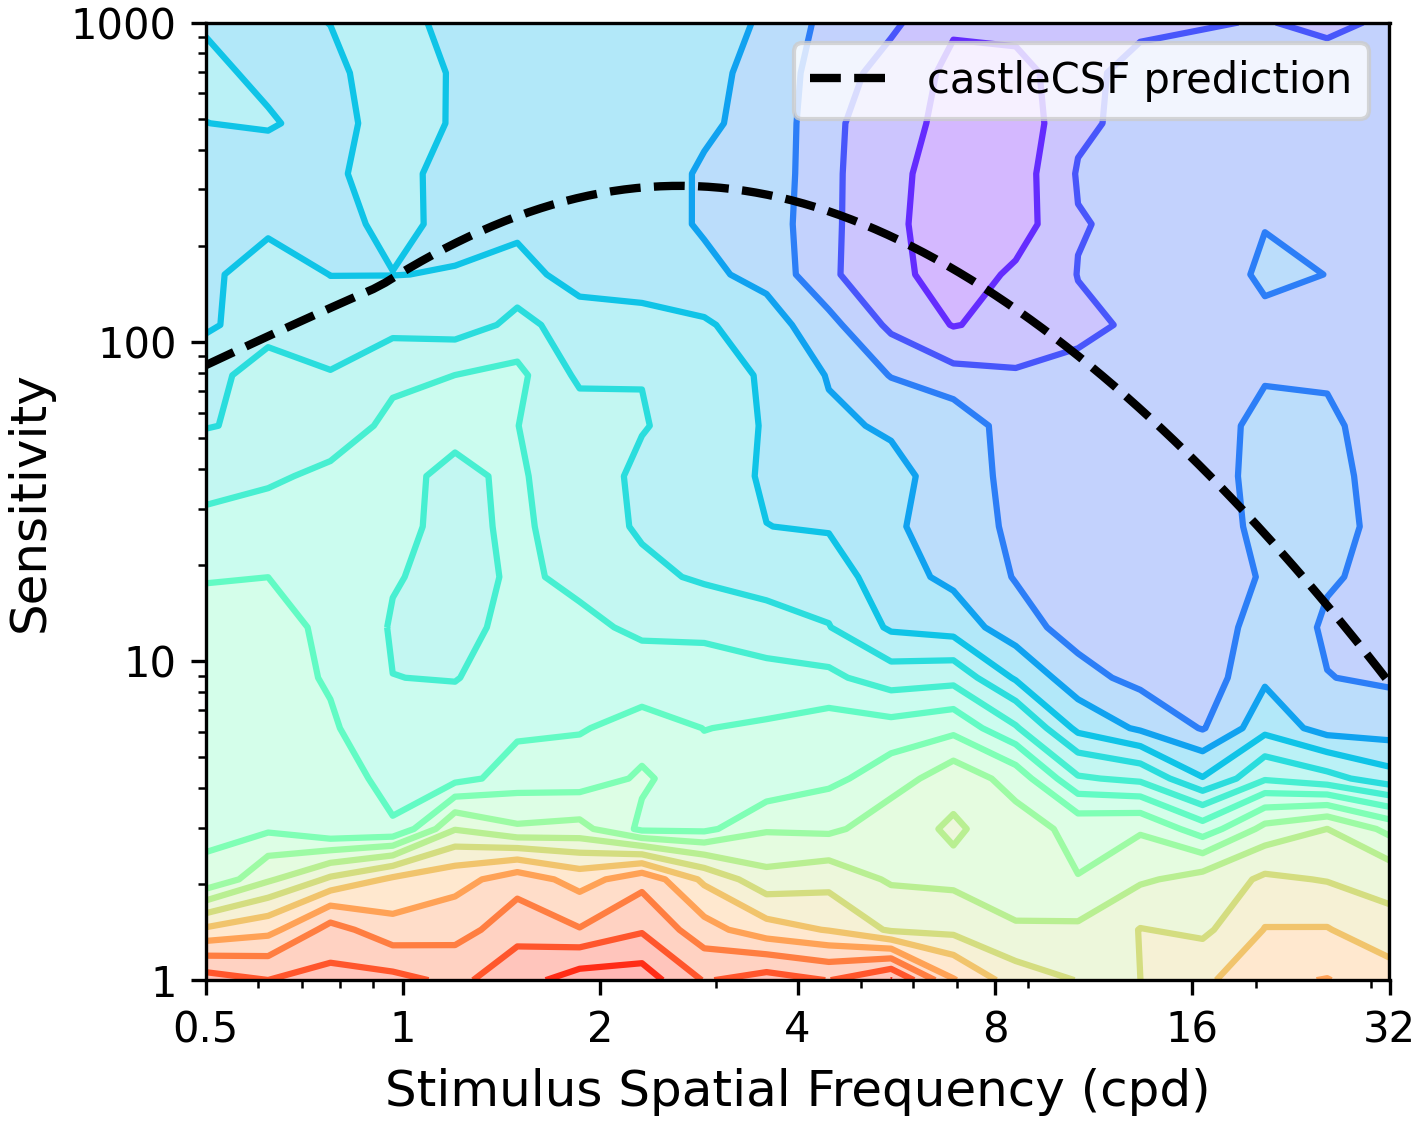 1000
castleCSF prediction
100
Sensitivity
10
1
0.5 1 2 4 8 16 32
Stimulus Spatial Frequency (cpd)